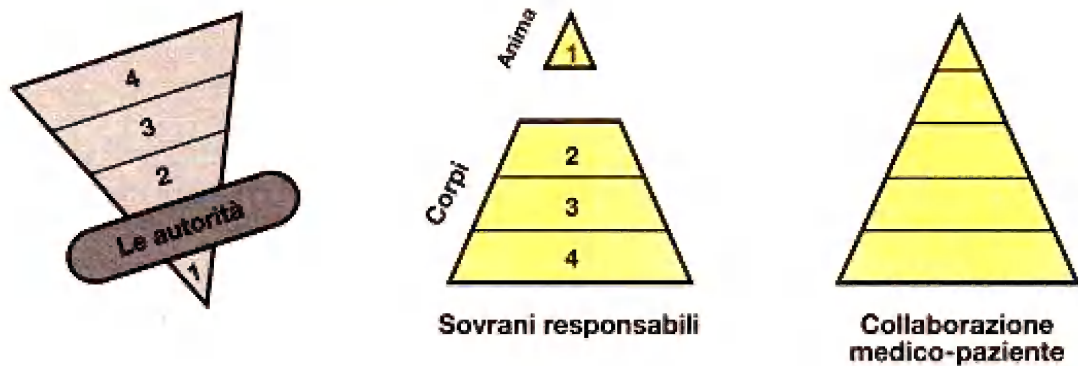 4
3
2
Le autorità
1
Anima
1
Corpi
2
3
4
Sovrani responsabili
Collaborazione
medico-paziente